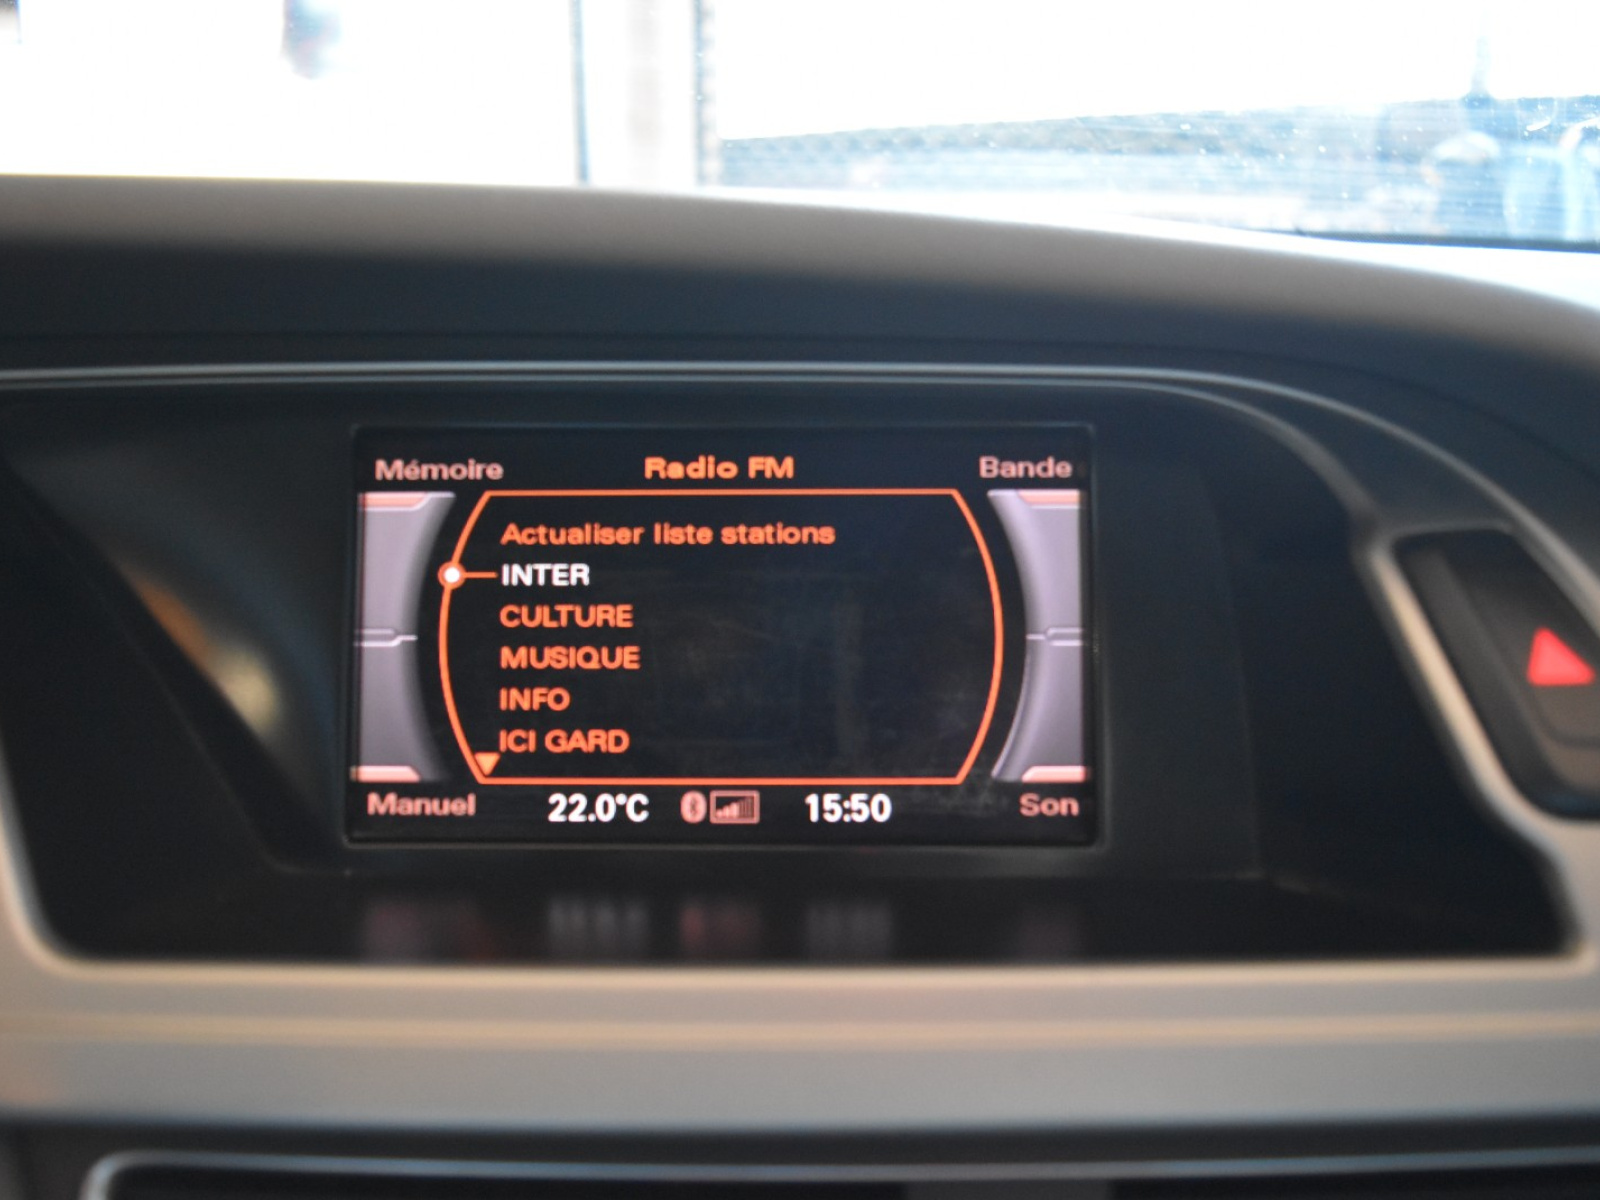 Mémoire Radio FM Bande
Actualiser liste stations
INTER
CULTURE
MUSIQUE
INFO
ICI GARD
Manuel 22.0°C 15:50 Son